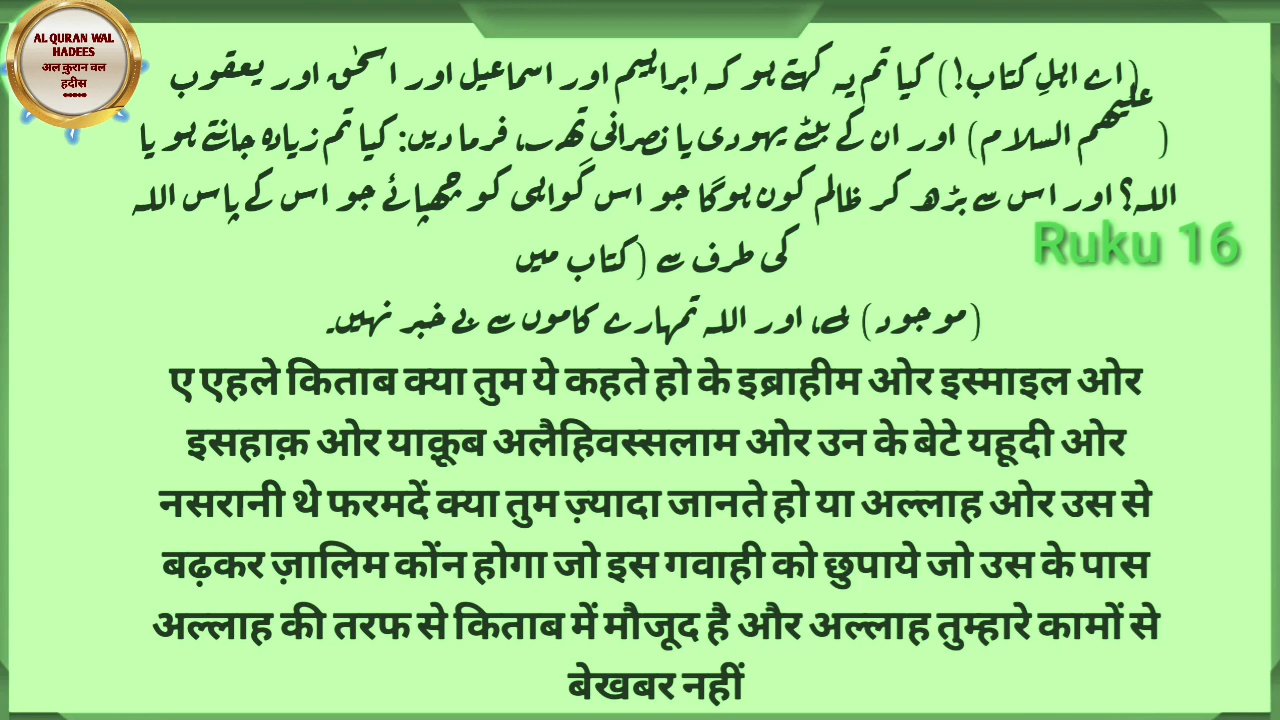 AL QURAN WAL
HADEES
अल कुरान वल
हदीस
(اے اہلِ کتاب!) کیا تم یہ کہتے ہو کہ ابراہیم اور اسماعیل اور اسحٰق اور یعقوب
(علیھم السلام) اور ان کے بیٹے یہودی یا نصرانی تھے، فرما دیں: کیا تم زیادہ جانتے ہو یا
اللہ؟ اور اس سے بڑھ کر ظالم کون ہوگا جو اس گواہی کو چھپائے جو اس کے پاس اللہ
کی طرف سے (کتاب میں
Ruku 16
(موجود) ہے، اور اللہ تمہارے کاموں سے بے خبر نہیں۔
ए एहले किताब क्या तुम ये कहते हो के इब्राहीम ओर इस्माइल ओर
इसहाक़ ओर याक़ूब अलैहिवस्सलाम ओर उन के बेटे यहूदी ओर
नसरानी थे फरमदें क्या तुम ज़्यादा जानते हो या अल्लाह ओर उस से
बढ़कर ज़ालिम कोंन होगा जो इस गवाही को छुपाये जो उस के पास
अल्लाह की तरफ से किताब में मौजूद है और अल्लाह तुम्हारे कामों से
बेखबर नहीं